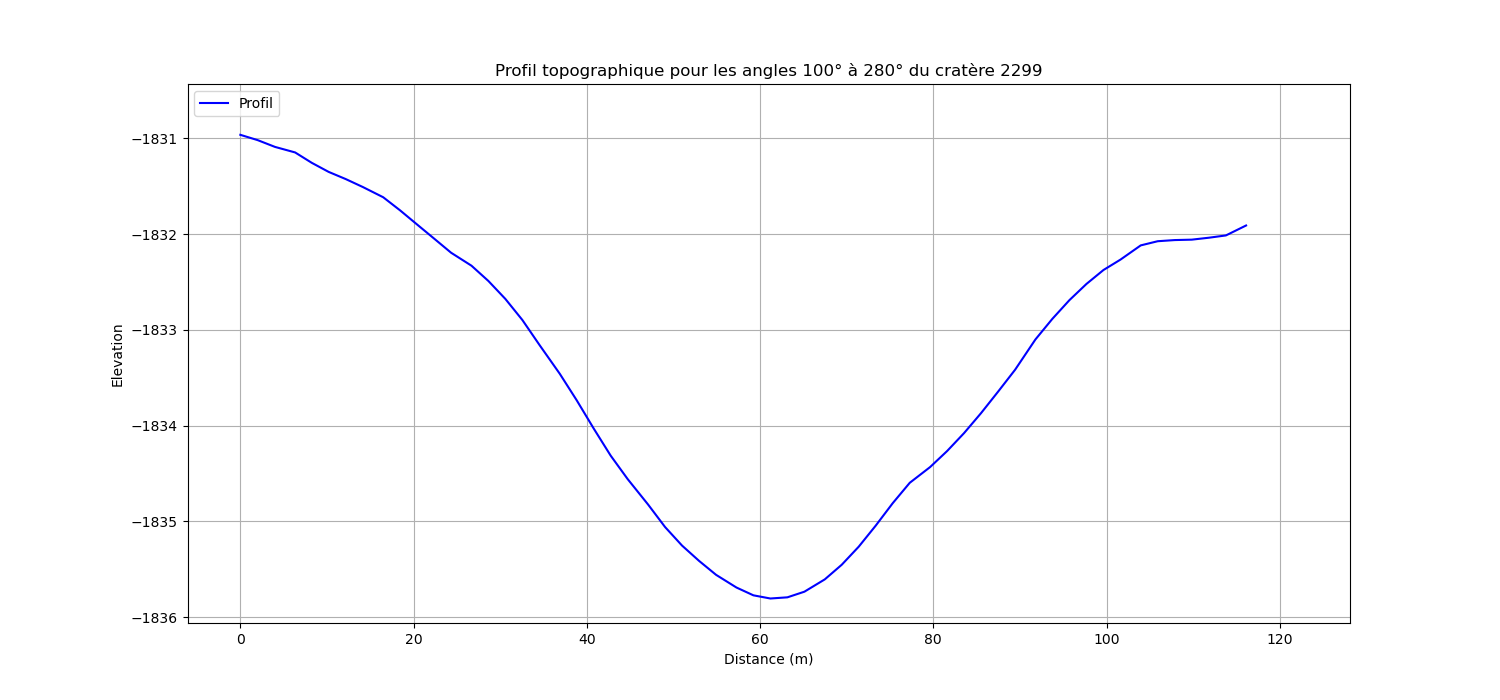 Profil topographique pour les angles 100° à 280° du cratère 2299
Profil
−1831
−1832
−1833
−1834
−1835
−1836
Elevation
0 20 40 60 80 100 120
Distance (m)